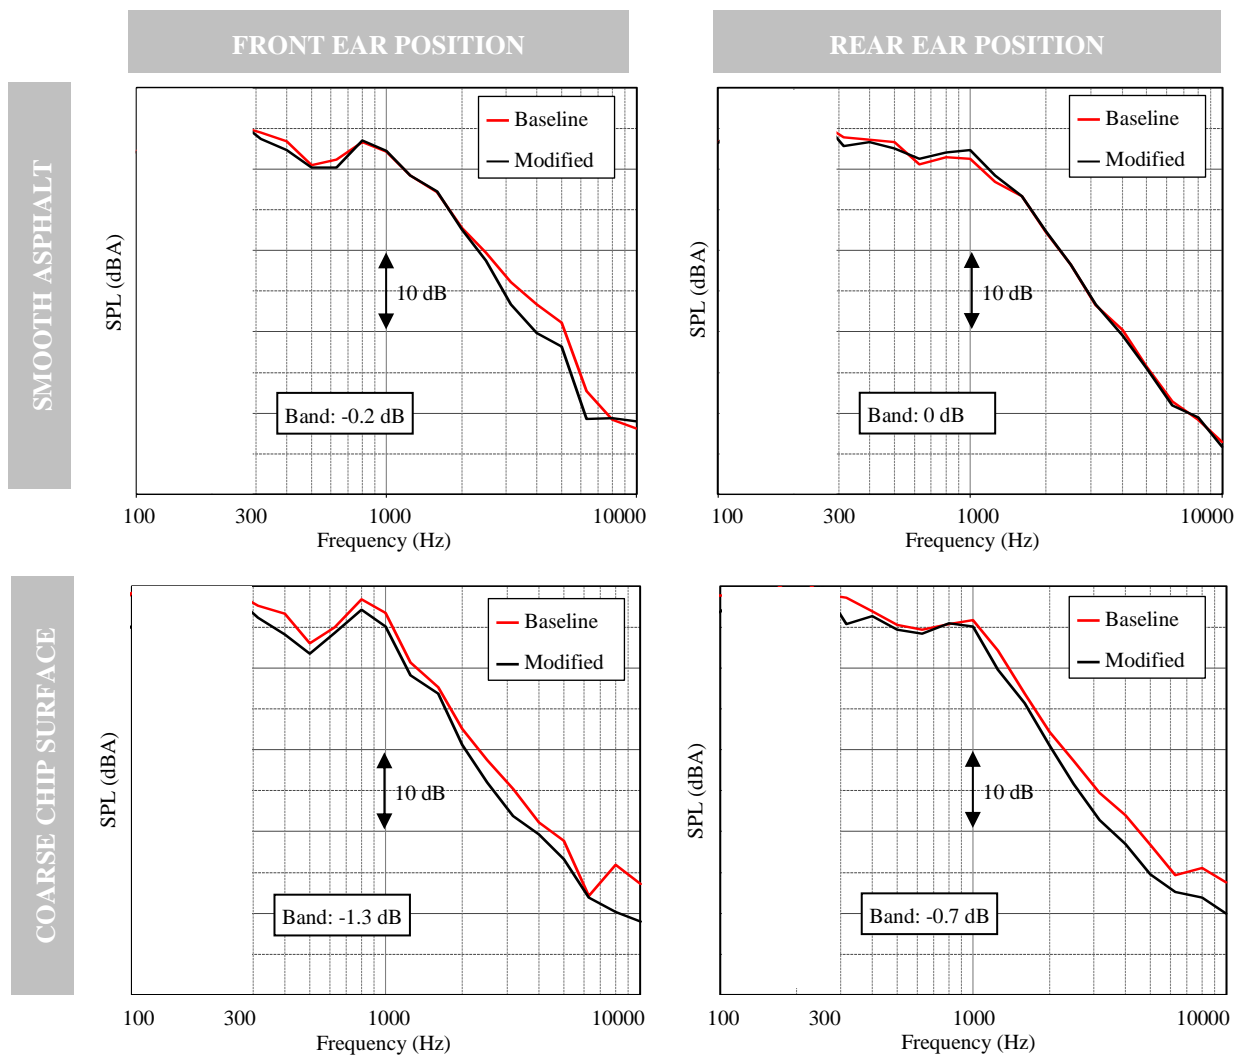 FRONT EAR POSITION
REAR EAR POSITION
SMOOTH ASPHALT
SPL (dBA)
Baseline
Modified
10 dB
Band: -0.2 dB
100
300
1000
10000
Frequency (Hz)
SPL (dBA)
Baseline
Modified
10 dB
Band: 0 dB
100
300
1000
10000
Frequency (Hz)
COARSE CHIP SURFACE
SPL (dBA)
Baseline
Modified
10 dB
Band: -1.3 dB
100
300
1000
10000
Frequency (Hz)
SPL (dBA)
Baseline
Modified
10 dB
Band: -0.7 dB
100
300
1000
10000
Frequency (Hz)